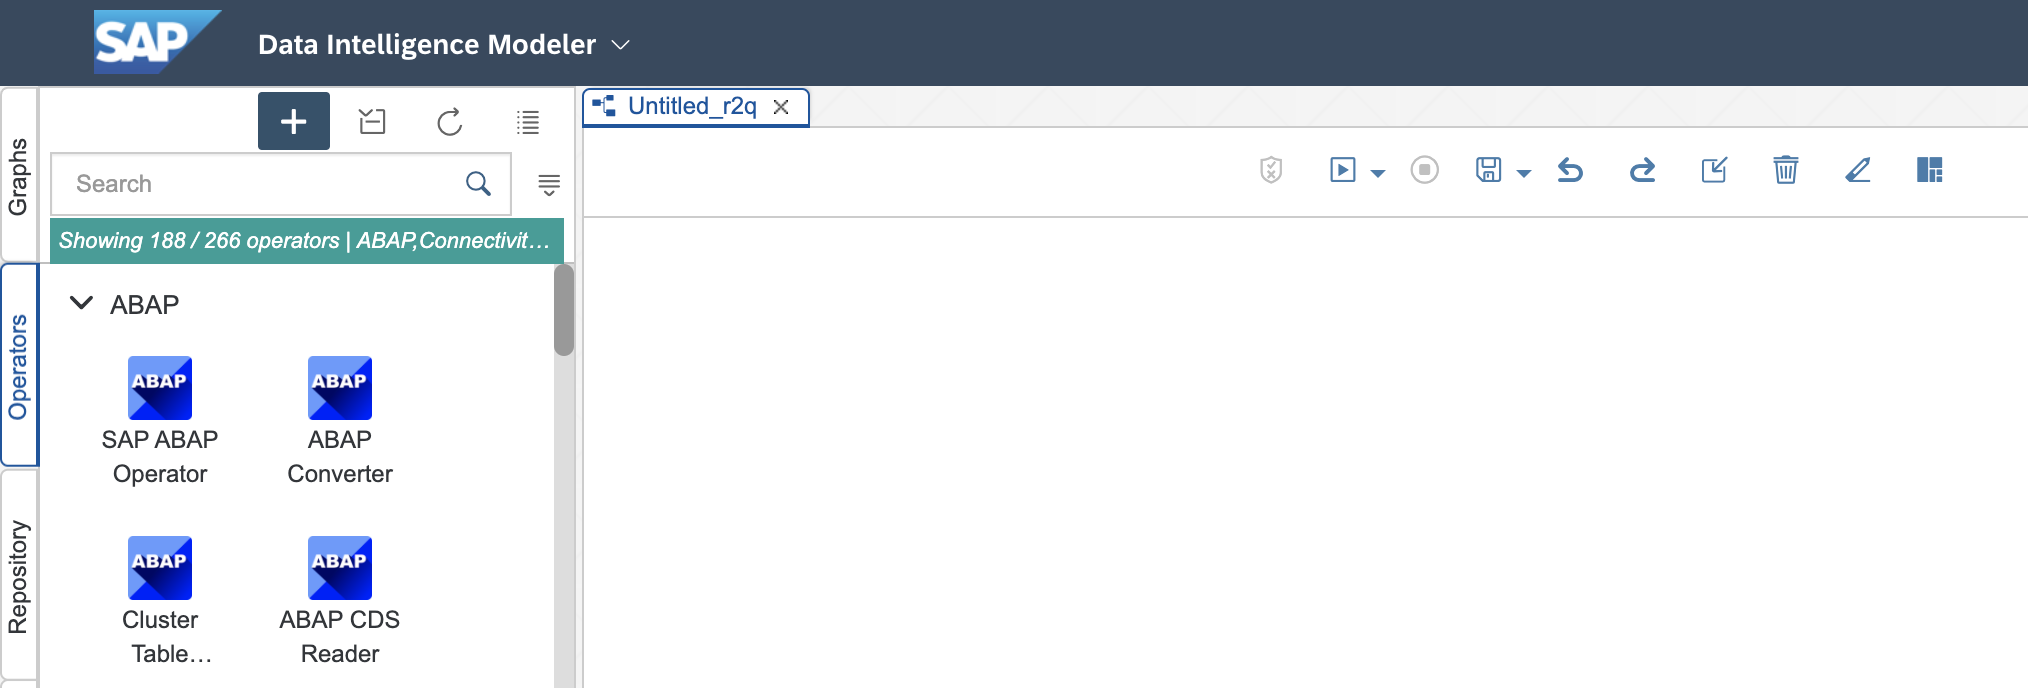 SAP
Data Intelligence Modeler
Graphs
Operators
Repository
Search
Showing 188 / 266 operators | ABAP,Connectivit...
ABAP
ABAP
SAP ABAP
Operator
ABAP
ABAP
Converter
ABAP
Cluster
Table...
ABAP
ABAP CDS
Reader
Untitled_r2q